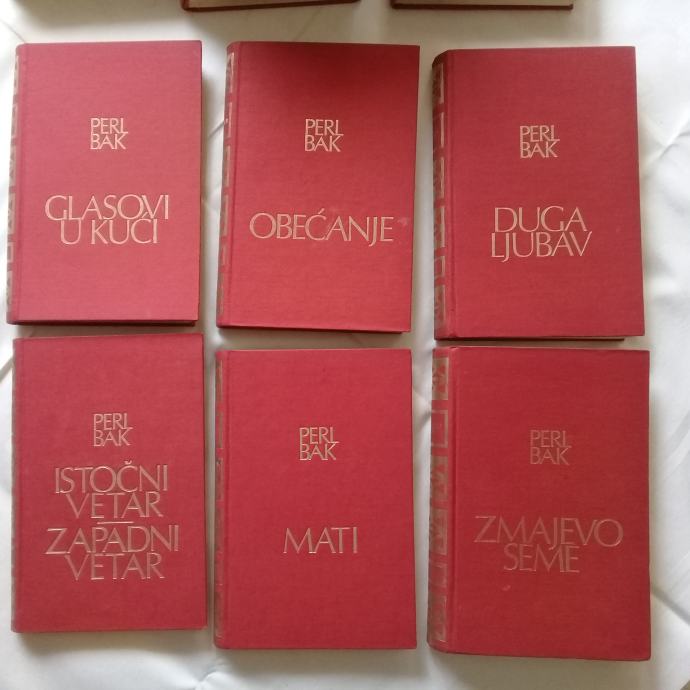 PERL
BAK
GLASOVI
U KUĆI
PERL
BAK
OBEĆANJE
PERL
BAK
DUGA
LJUBAV
PERL
BAK
ISTOČNI
VETAR
ZAPADNI
VETAR
PERL
BAK
MATI
PERL
BAK
ZMAJEVO
SEME